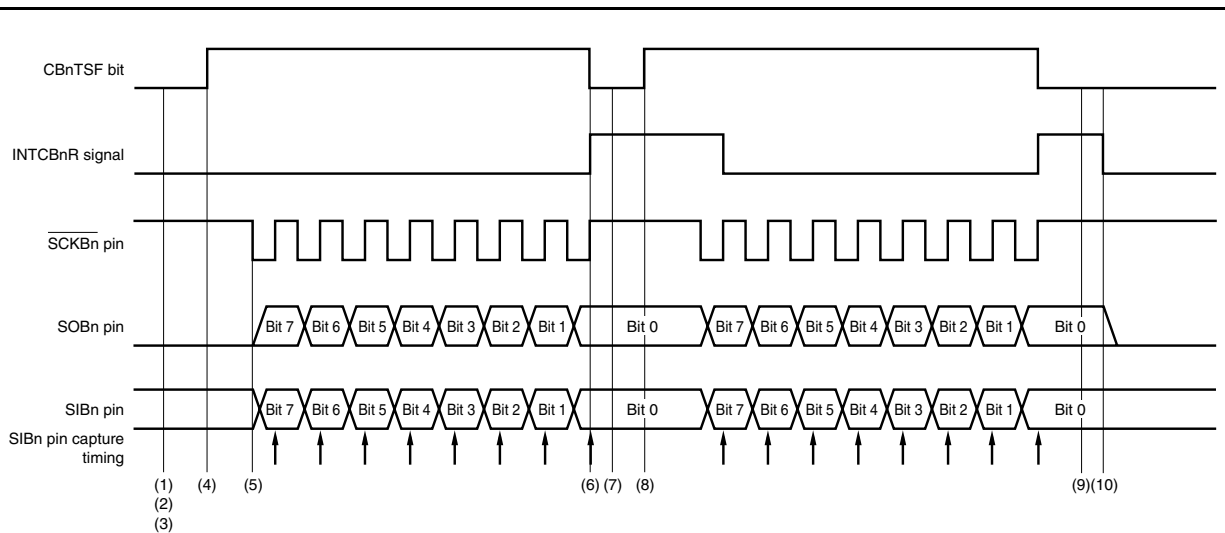 CBnTSF bit
INTCBnR signal
SCKBn pin
SOBn pin
Bit 7 Bit 6 Bit 5 Bit 4 Bit 3 Bit 2 Bit 1 Bit 0 Bit 7 Bit 6 Bit 5 Bit 4 Bit 3 Bit 2 Bit 1 Bit 0
SIBn pin
Bit 7 Bit 6 Bit 5 Bit 4 Bit 3 Bit 2 Bit 1 Bit 0 Bit 7 Bit 6 Bit 5 Bit 4 Bit 3 Bit 2 Bit 1 Bit 0
SIBn pin capture
timing
(1) (4) (5) (6) (7) (8) (9)(10)
(2)
(3)